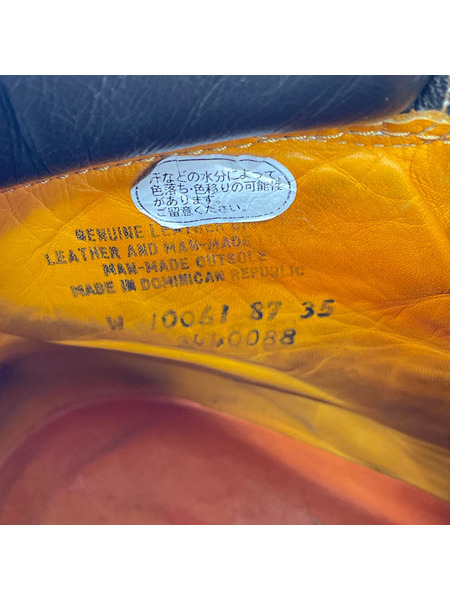 汗などの水分によって、
色落ち・色移りの可能性
があります。
ご留意ください。
GENUINE LEATHER
LEATHER AND MAN-MADE
MAN-MADE OUTSOLE
MADE IN DOMINICAN REPUBLIC
W 10061 87 35